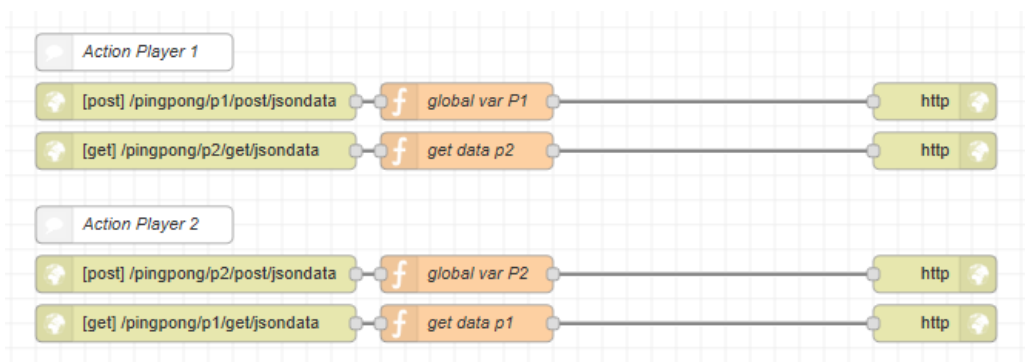 Action Player 1
[post] /pingpong/p1/post/jsondata f global var P1 http
[get] /pingpong/p2/get/jsondata f get data p2 http
Action Player 2
[post] /pingpong/p2/post/jsondata f global var P2 http
[get] /pingpong/p1/get/jsondata f get data p1 http